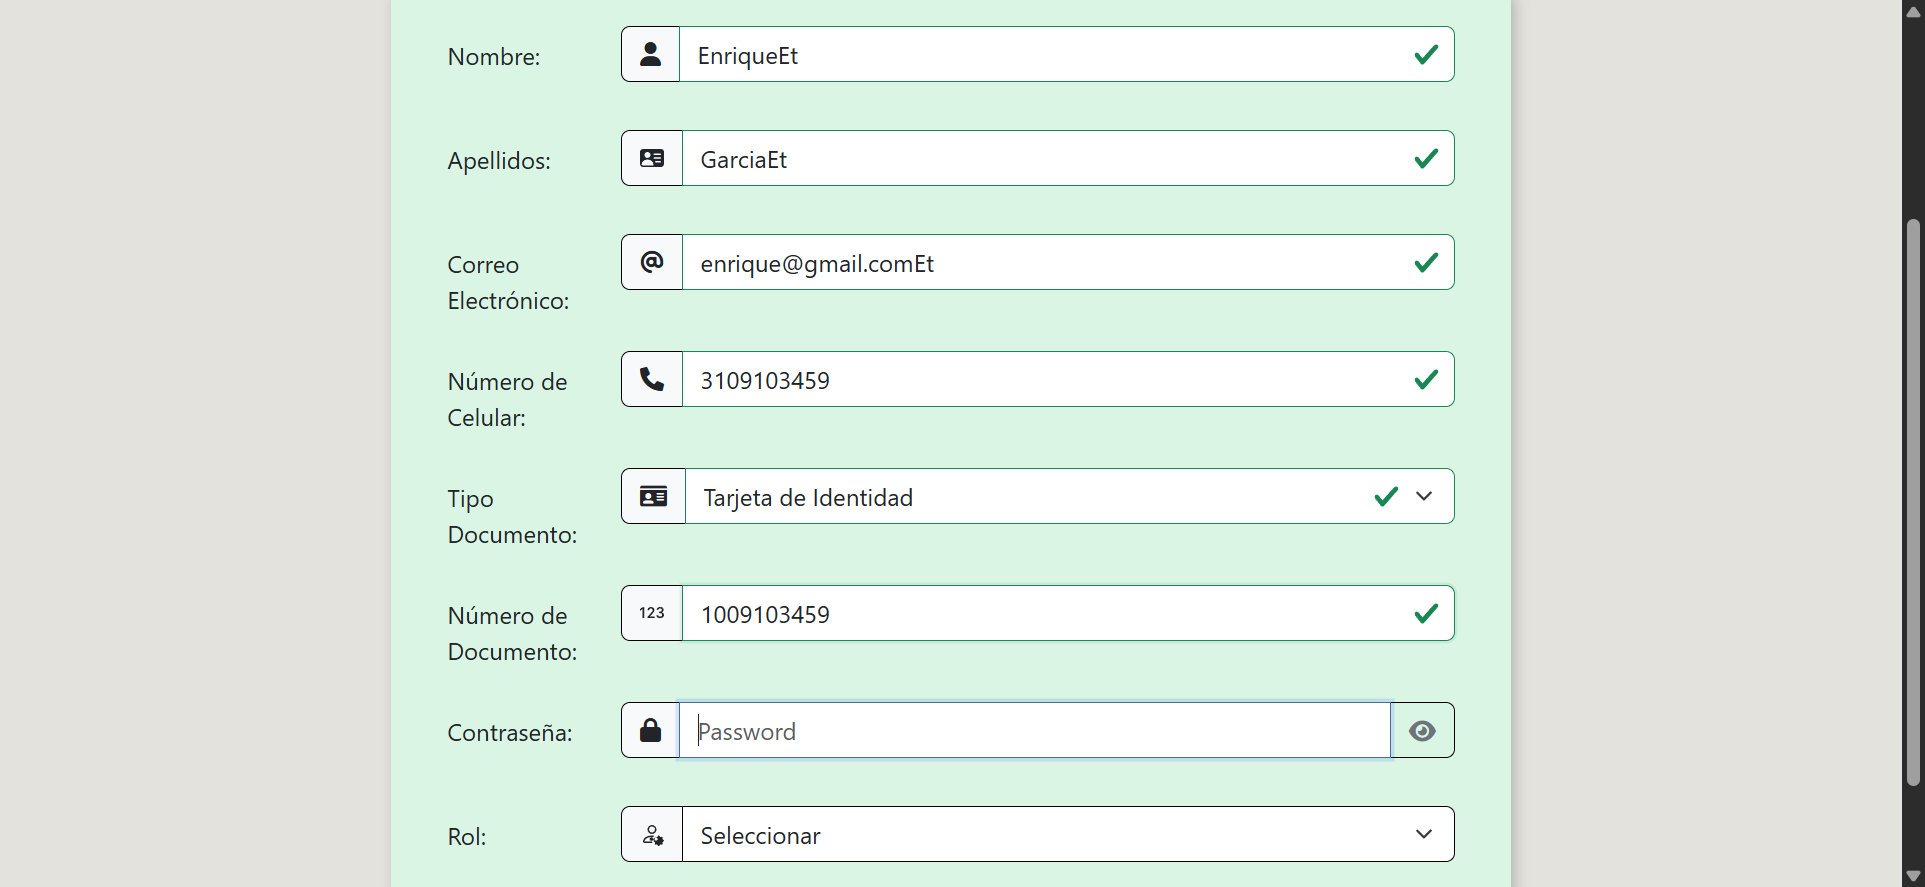 Nombre:
EnriqueEt
Apellidos:
GarciaEt
Correo
Electrónico:
@
enrique@gmail.comEt
Número de
Celular:
3109103459
Tipo
Documento:
Tarjeta de Identidad
Número de
Documento:
123
1009103459
Contraseña:
Password
Rol:
Seleccionar